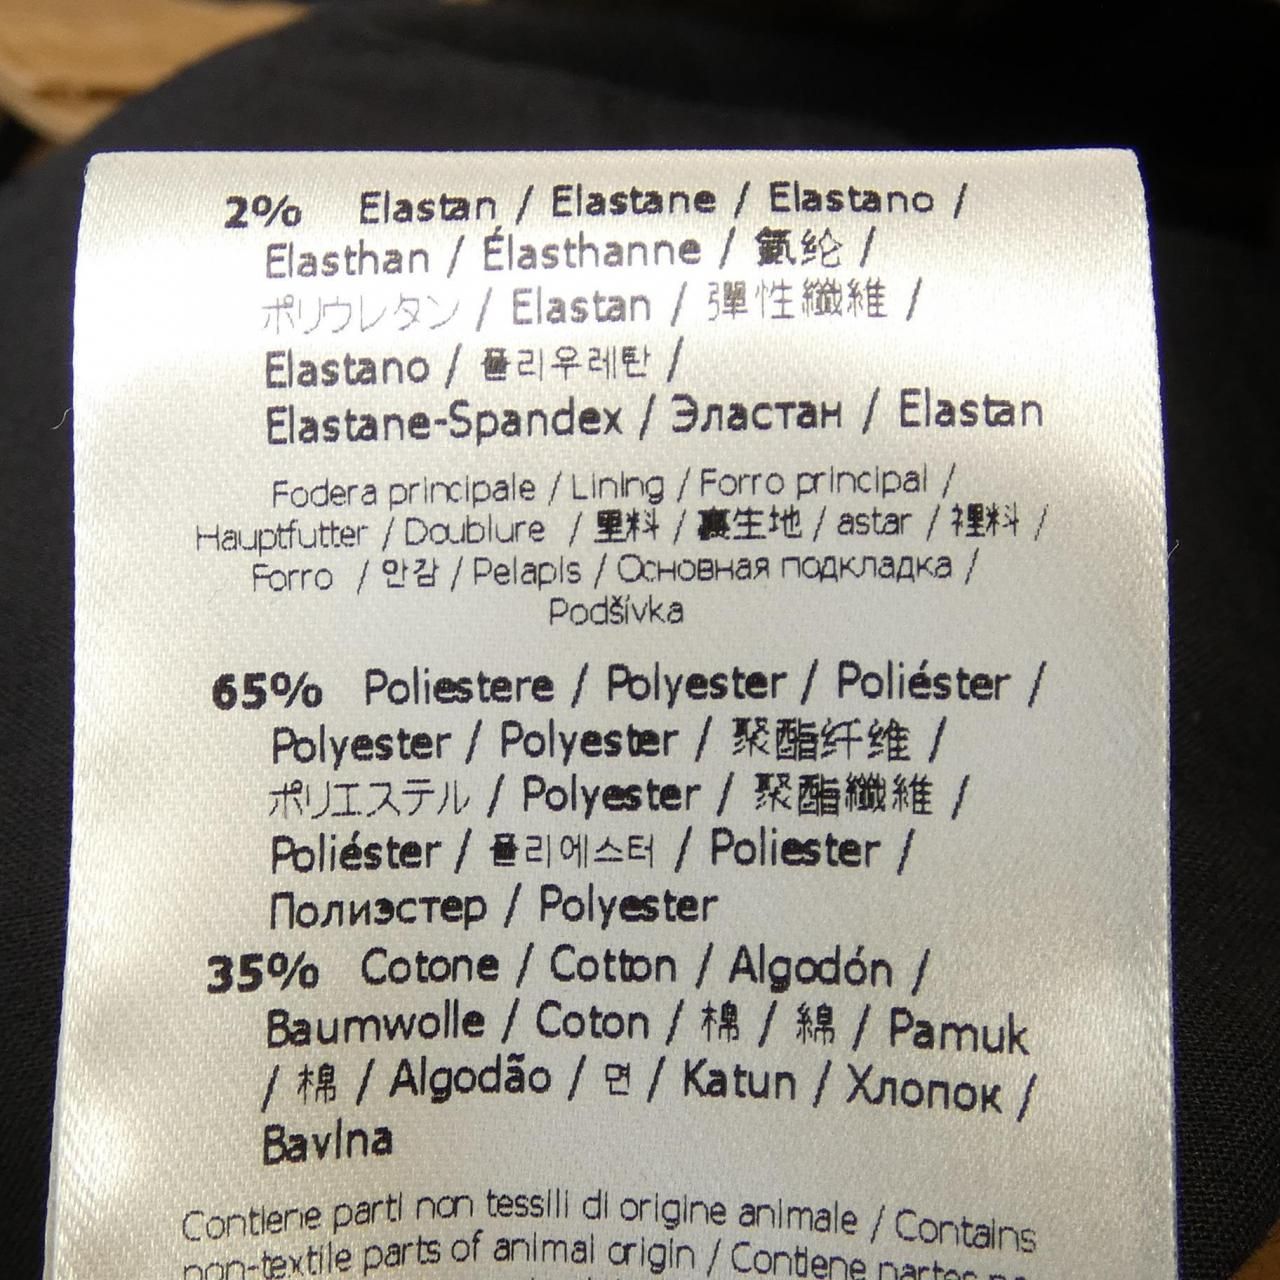 2% Elastan / Elastane / Elastano /
Elasthan / Élasthanne / 氨纶 /
ポリウレタン / Elastan / 彈性纖維 /
Elastano / 폴리우레탄 /
Elastane-Spandex / Эластан / Elastan
Fodera principale / Lining / Forro principal /
Hauptfutter / Doublure / 里料 / 裏生地 / astar / 裡料 /
Forro / 안감 / Pelapis / Основная подкладка /
Podšívka
65% Poliestere / Polyester / Poliéster /
Polyester / Polyester / 聚酯纤维 /
ポリエステル / Polyester / 聚酯纖維 /
Poliéster / 폴리에스터 / Poliester /
Полиэстер / Polyester
35% Cotone / Cotton / Algodón /
Baumwolle / Coton / 棉 / 綿 / Pamuk
/ 棉 / Algodão / 면 / Katun / Хлопок /
Bavlna
Contiene parti non tessili di origine animale / Contains
non-textile parts of animal origin / Contiene partes